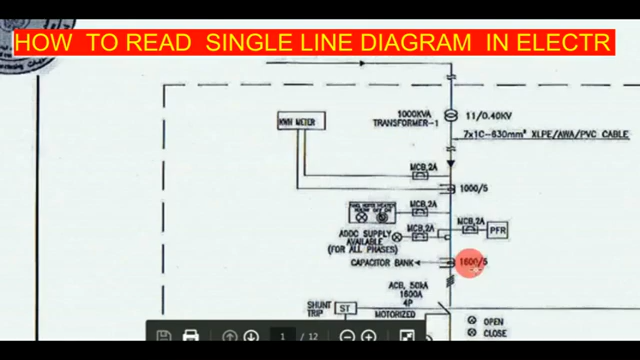 HOW TO READ SINGLE LINE DIAGRAM IN ELECTR
1000KVA
TRANSFORMER-1
11/0.40KV
7x1C-630mm² XLPE/AWA/PVC CABLE
KWH METER
MCB,2A
1000/5
MCB,2A
MCB,2A
PFR
ADDC SUPPLY
AVAILABLE
(FOR ALL PHASES)
MCB,2A
CAPACITOR BANK
1600/5
ACB, 50kA
1600A
4P
MOTORIZED
SHUNT
TRIP
ST
OPEN
CLOSE
1 / 12